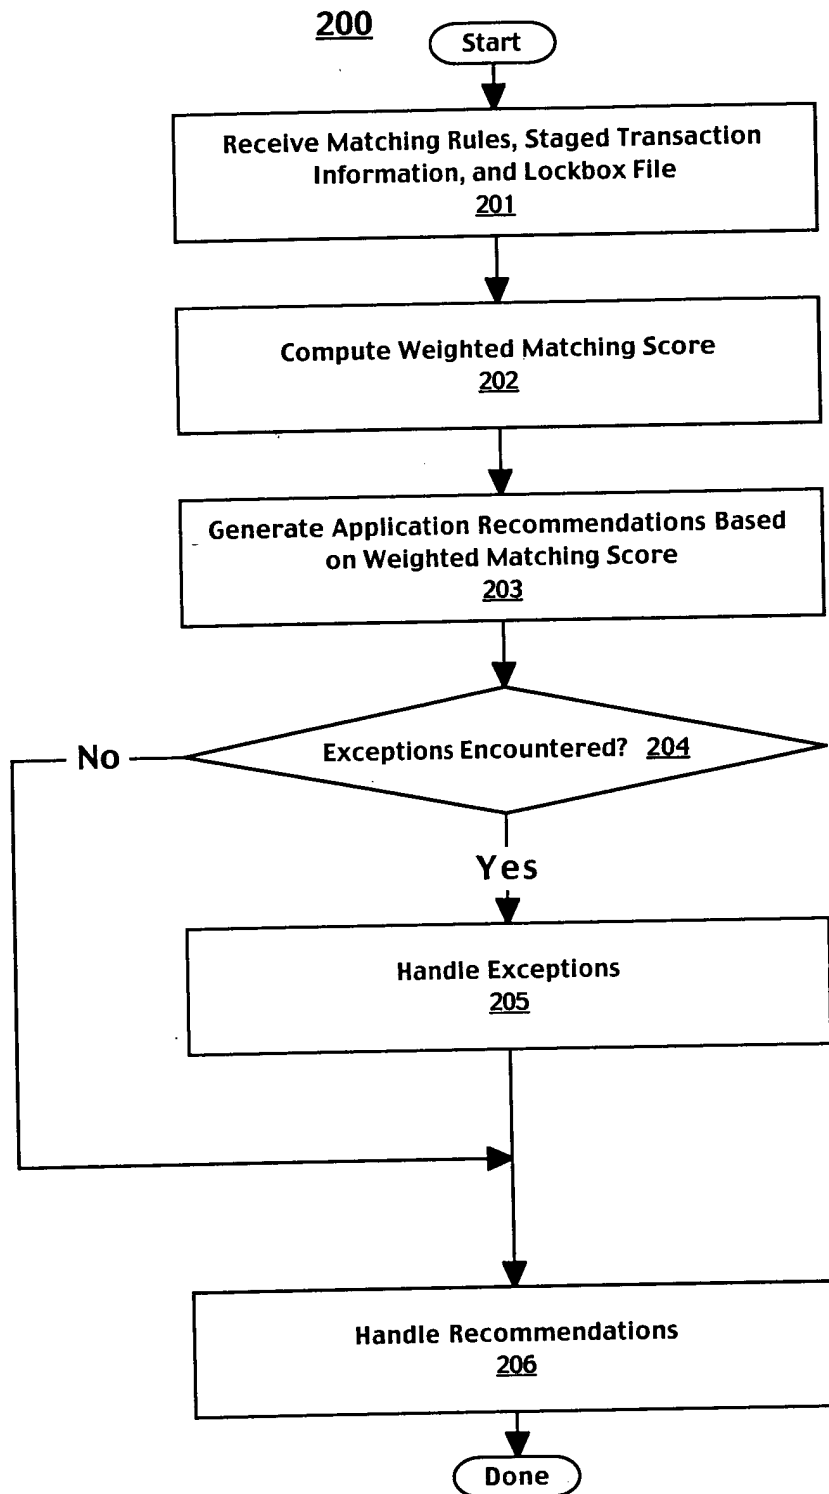 200
Start
Receive Matching Rules, Staged Transaction
Information, and Lockbox File
201
Compute Weighted Matching Score
202
Generate Application Recommendations Based
on Weighted Matching Score
203
No
Exceptions Encountered? 204
Yes
Handle Exceptions
205
Handle Recommendations
206
Done